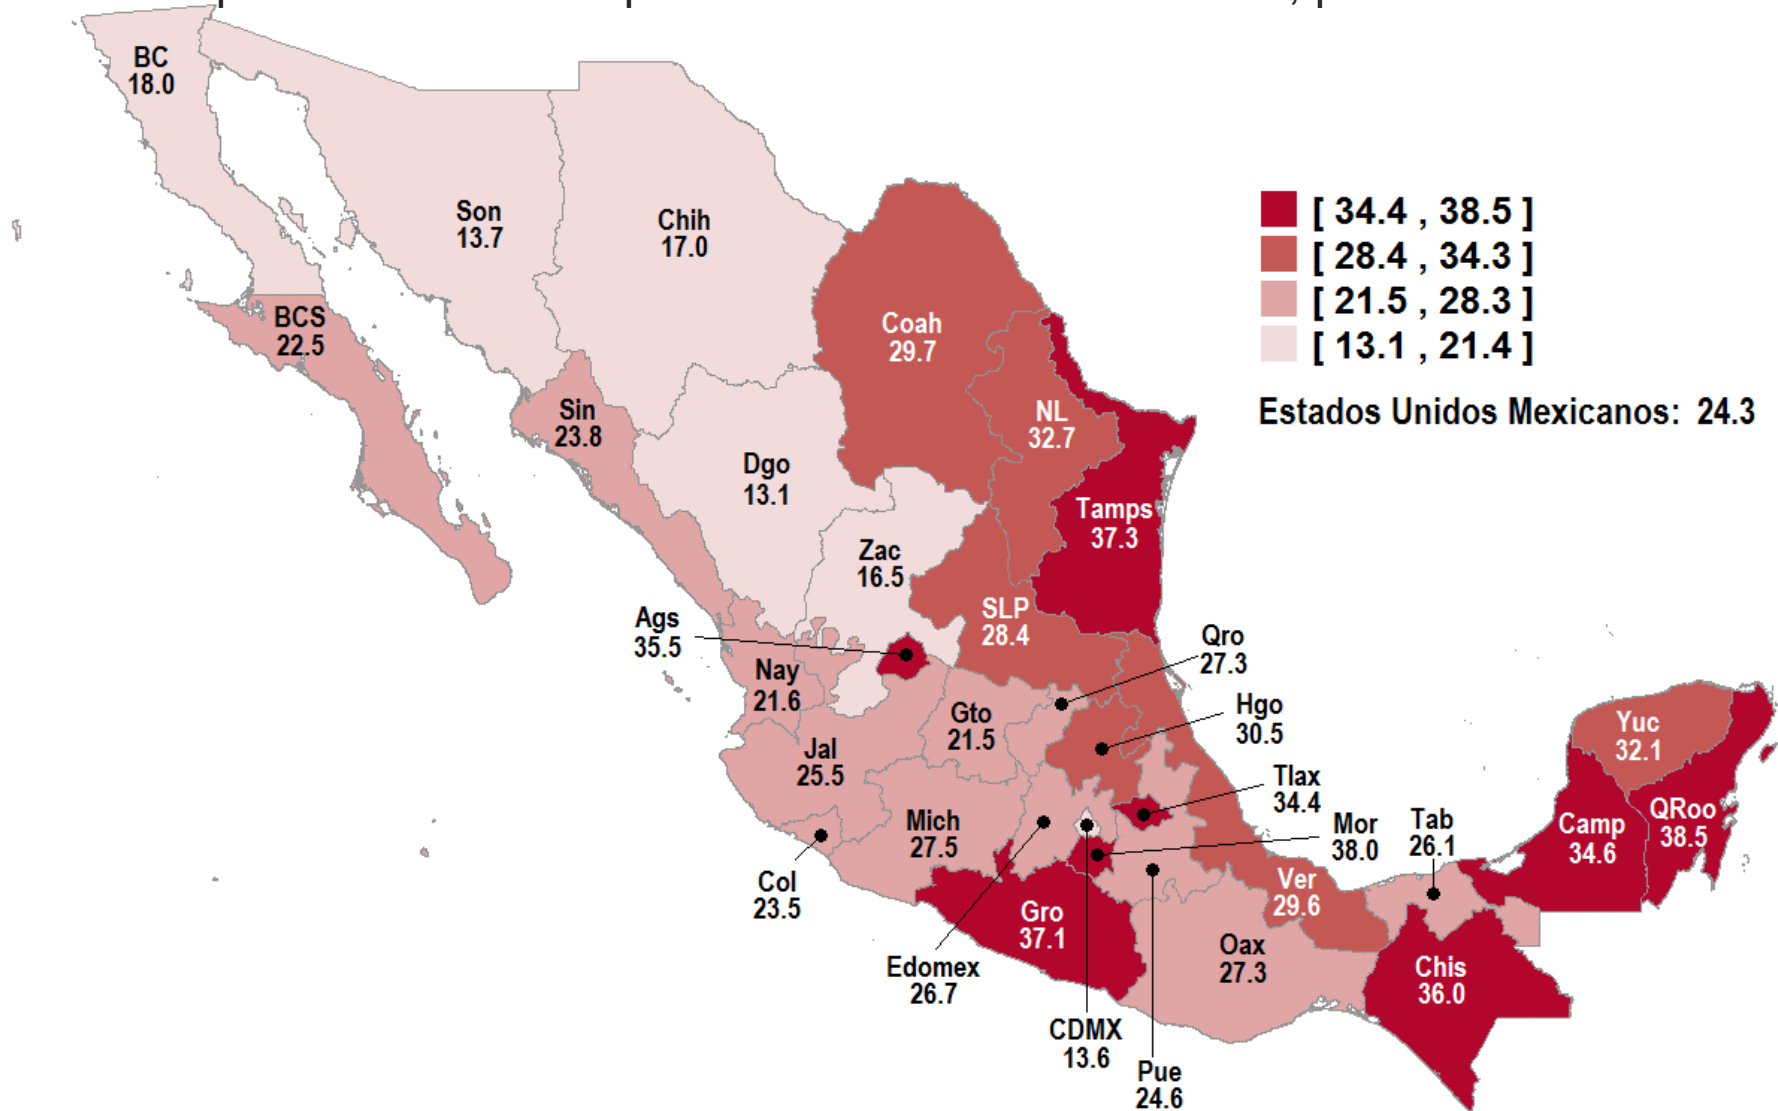 BC
18.0
Son
13.7
Chih
17.0
[ 34.4 , 38.5 ]
[ 28.4 , 34.3 ]
[ 21.5 , 28.3 ]
[ 13.1 , 21.4 ]
Estados Unidos Mexicanos: 24.3
BCS
22.5
Coah
29.7
Sin
23.8
NL
32.7
Dgo
13.1
Tamps
37.3
Zac
16.5
Ags
35.5
SLP
28.4
Qro
27.3
Nay
21.6
Gto
21.5
Hgo
30.5
Jal
25.5
Yuc
32.1
Tlax
34.4
Mich
27.5
Mor
38.0
Tab
26.1
Camp
34.6
QRoo
38.5
Col
23.5
Ver
29.6
Gro
37.1
Oax
27.3
Edomex
26.7
Chis
36.0
CDMX
13.6
Pue
24.6